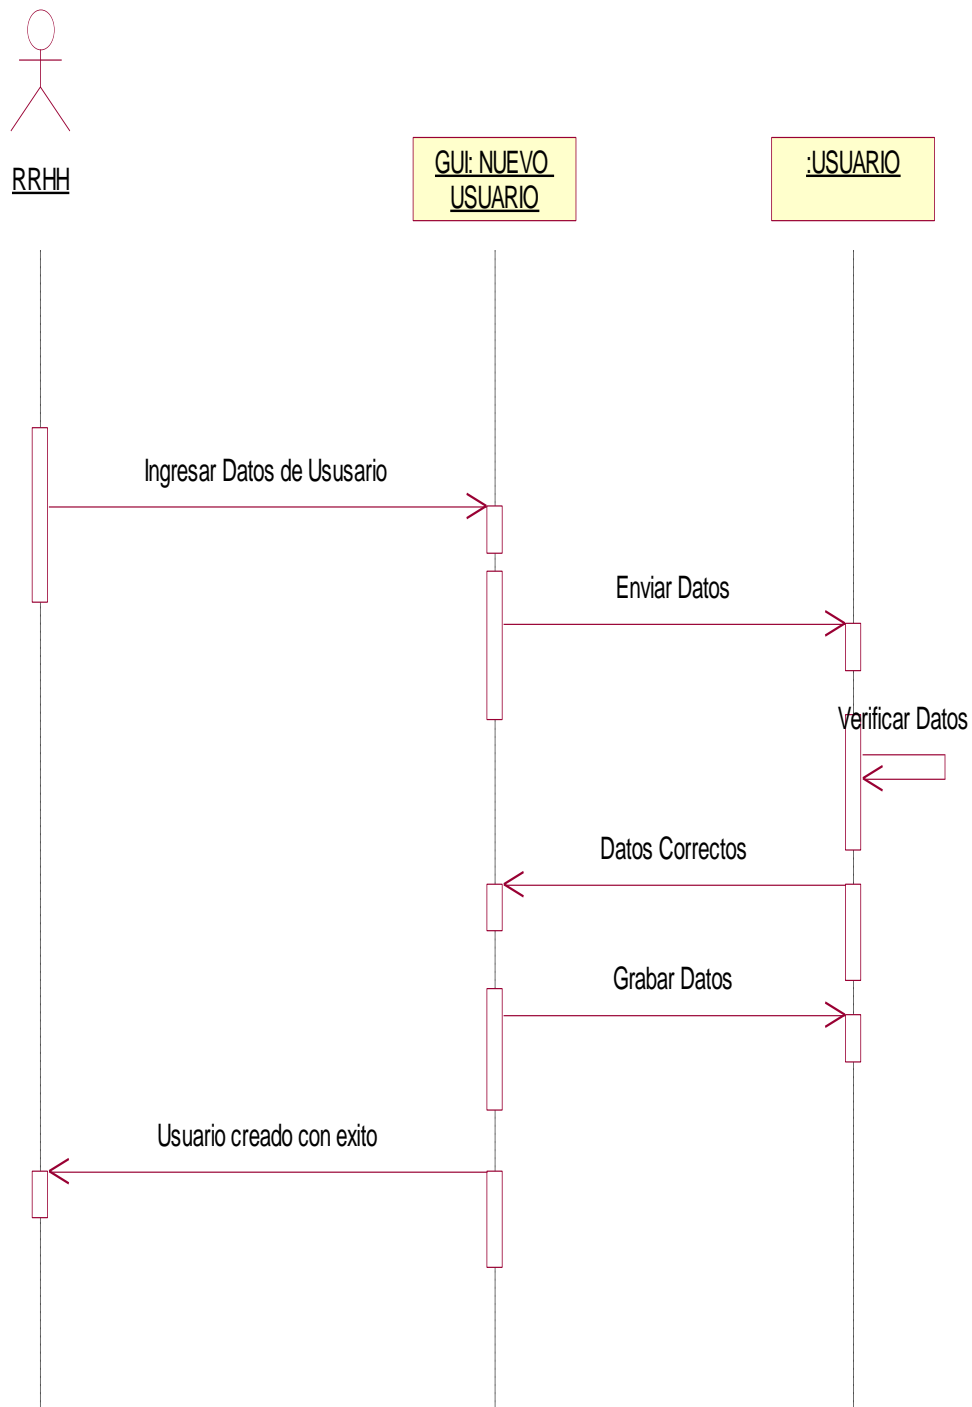 RRHH
GUI: NUEVO
USUARIO
:USUARIO
Ingresar Datos de Ususario
Enviar Datos
Verificar Datos
Datos Correctos
Grabar Datos
Usuario creado con exito